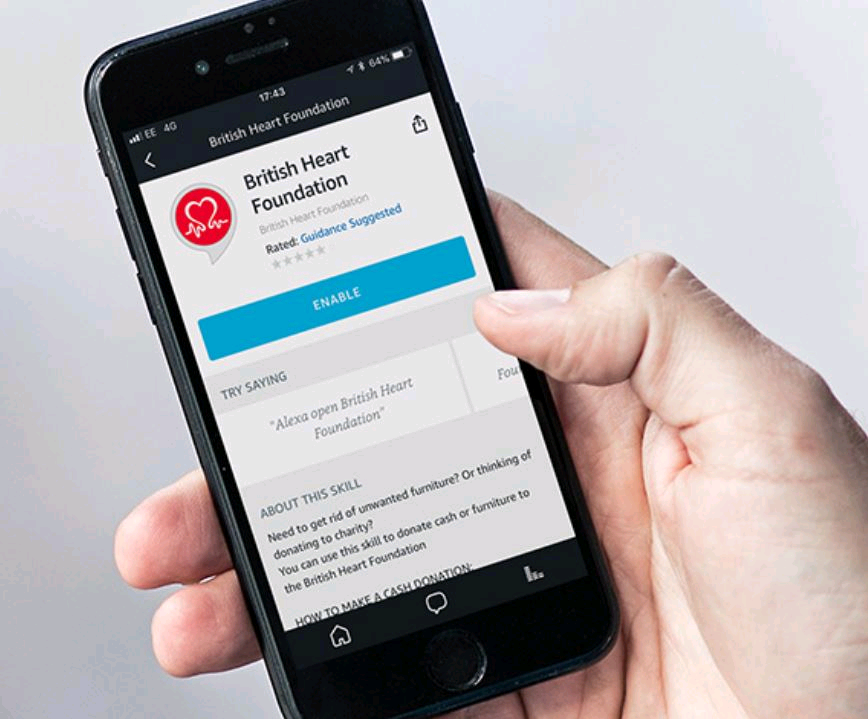 EE 4G 17:43 64%
British Heart Foundation
British Heart
Foundation
British Heart Foundation
Rated: Guidance Suggested
ENABLE
TRY SAYING
"Alexa open British Heart
Foundation"
ABOUT THIS SKILL
Need to get rid of unwanted furniture? Or thinking of
donating to charity?
You can use this skill to donate cash or furniture to
the British Heart Foundation
HOW TO MAKE A CASH DONATION: